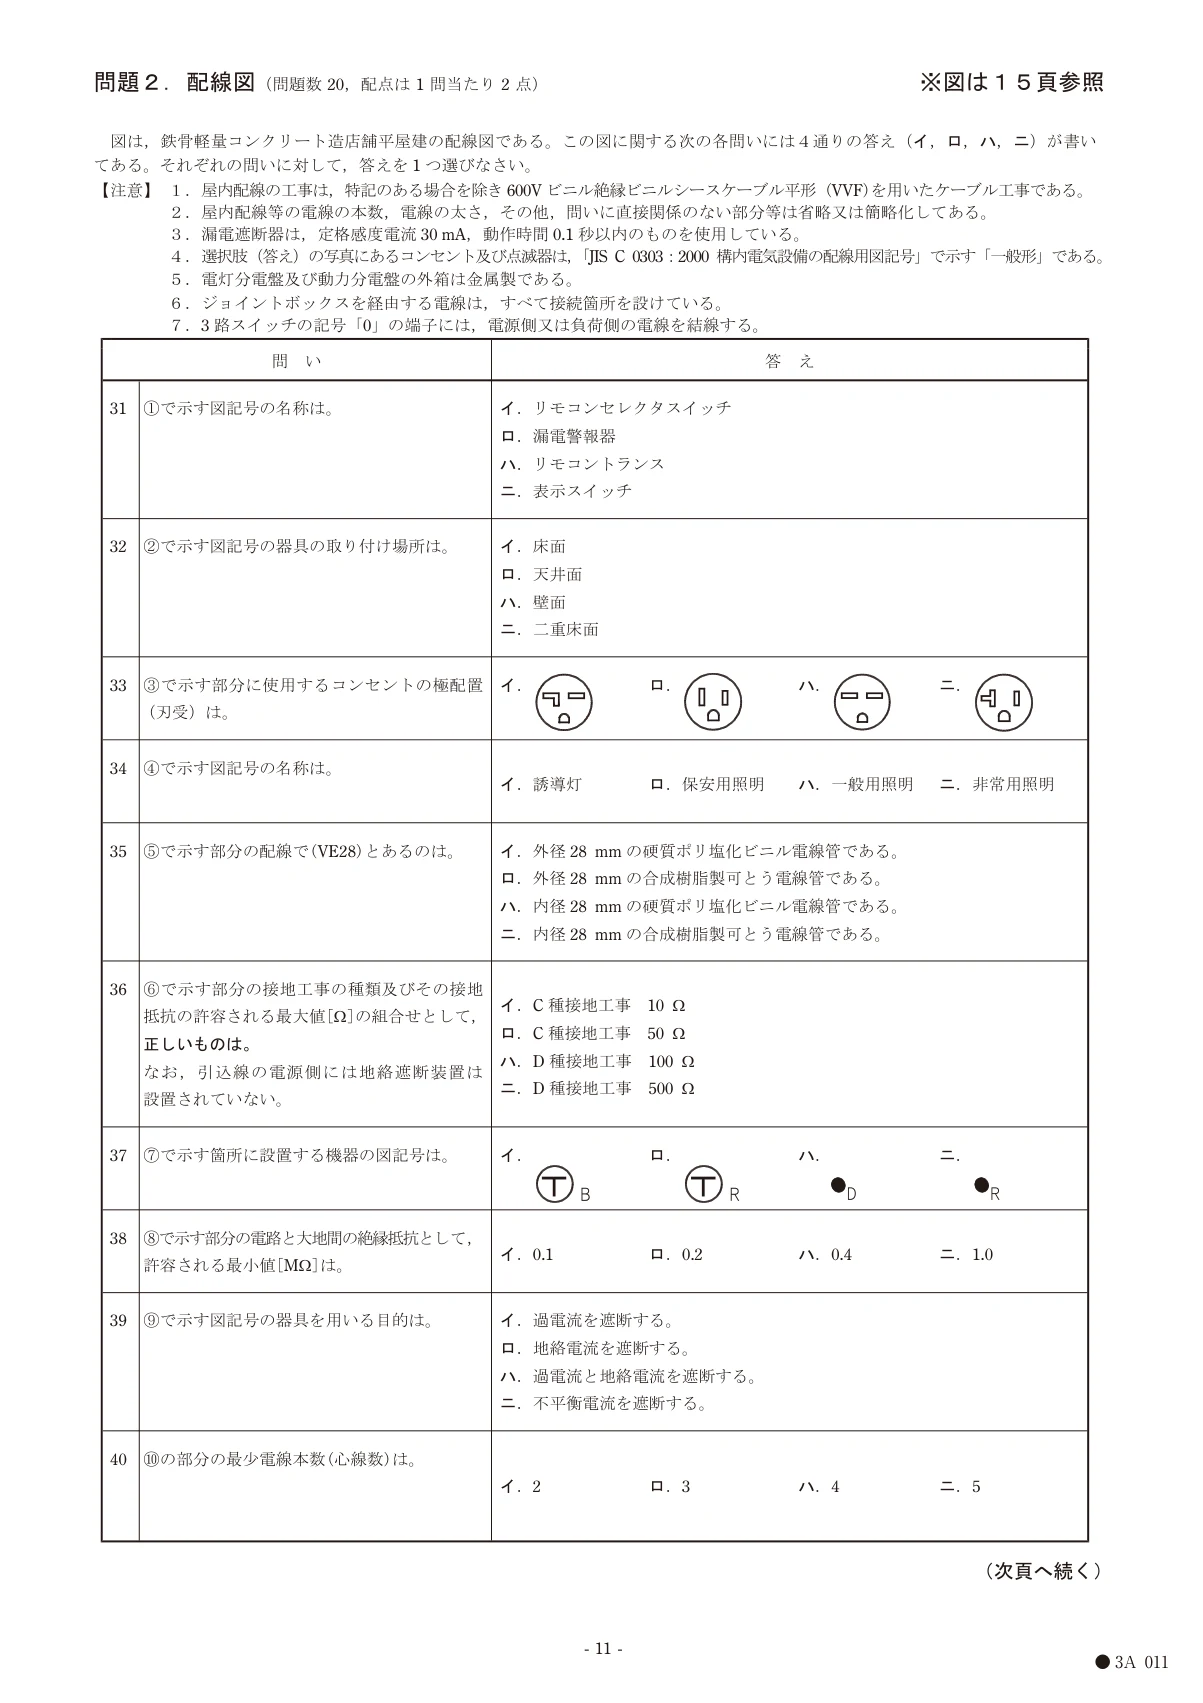 問題２．配線図（問題数 20，配点は 1 問当たり 2 点）
※図は１５頁参照
図は，鉄骨軽量コンクリート造店舗平屋建の配線図である。この図に関する次の各問いには４通りの答え（イ，ロ，ハ，ニ）が書い
てある。それぞれの問いに対して，答えを１つ選びなさい。
【注意】 １．屋内配線の工事は，特記のある場合を除き 600V ビニル絶縁ビニルシースケーブル平形（VVF)を用いたケーブル工事である。
２．屋内配線等の電線の本数，電線の太さ，その他，問いに直接関係のない部分等は省略又は簡略化してある。
３．漏電遮断器は，定格感度電流 30 mA，動作時間 0.1 秒以内のものを使用している。
４．選択肢（答え）の写真にあるコンセント及び点滅器は，「JIS C 0303 : 2000 構内電気設備の配線用図記号」で示す「一般形」である。
５．電灯分電盤及び動力分電盤の外箱は金属製である。
６．ジョイントボックスを経由する電線は，すべて接続箇所を設けている。
７．3 路スイッチの記号「0」の端子には，電源側又は負荷側の電線を結線する。
問　い　答　え
31 ①で示す図記号の名称は。
イ．リモコンセレクタスイッチ
ロ．漏電警報器
ハ．リモコントランス
ニ．表示スイッチ
32 ②で示す図記号の器具の取り付け場所は。
イ．床面
ロ．天井面
ハ．壁面
ニ．二重床面
33 ③で示す部分に使用するコンセントの極配置
（刃受）は。
イ．　ロ．　ハ．　ニ．
34 ④で示す図記号の名称は。
イ．誘導灯　ロ．保安用照明　ハ．一般用照明　ニ．非常用照明
35 ⑤で示す部分の配線で(VE28)とあるのは。
イ．外径 28 mm の硬質ポリ塩化ビニル電線管である。
ロ．外径 28 mm の合成樹脂製可とう電線管である。
ハ．内径 28 mm の硬質ポリ塩化ビニル電線管である。
ニ．内径 28 mm の合成樹脂製可とう電線管である。
36 ⑥で示す部分の接地工事の種類及びその接地
抵抗の許容される最大値[Ω]の組合せとして，
正しいものは。
なお，引込線の電源側には地絡遮断装置は
設置されていない。
イ．C 種接地工事　10 Ω
ロ．C 種接地工事　50 Ω
ハ．D 種接地工事　100 Ω
ニ．D 種接地工事　500 Ω
37 ⑦で示す箇所に設置する機器の図記号は。
イ．　ロ．　ハ．　ニ．
T B　T R　●D　●R
38 ⑧で示す部分の電路と大地間の絶縁抵抗として，
許容される最小値[MΩ]は。
イ．0.1　ロ．0.2　ハ．0.4　ニ．1.0
39 ⑨で示す図記号の器具を用いる目的は。
イ．過電流を遮断する。
ロ．地絡電流を遮断する。
ハ．過電流と地絡電流を遮断する。
ニ．不平衡電流を遮断する。
40 ⑩の部分の最少電線本数(心線数)は。
イ．2　ロ．3　ハ．4　ニ．5
（次頁へ続く）
- 11 -
●3A 011